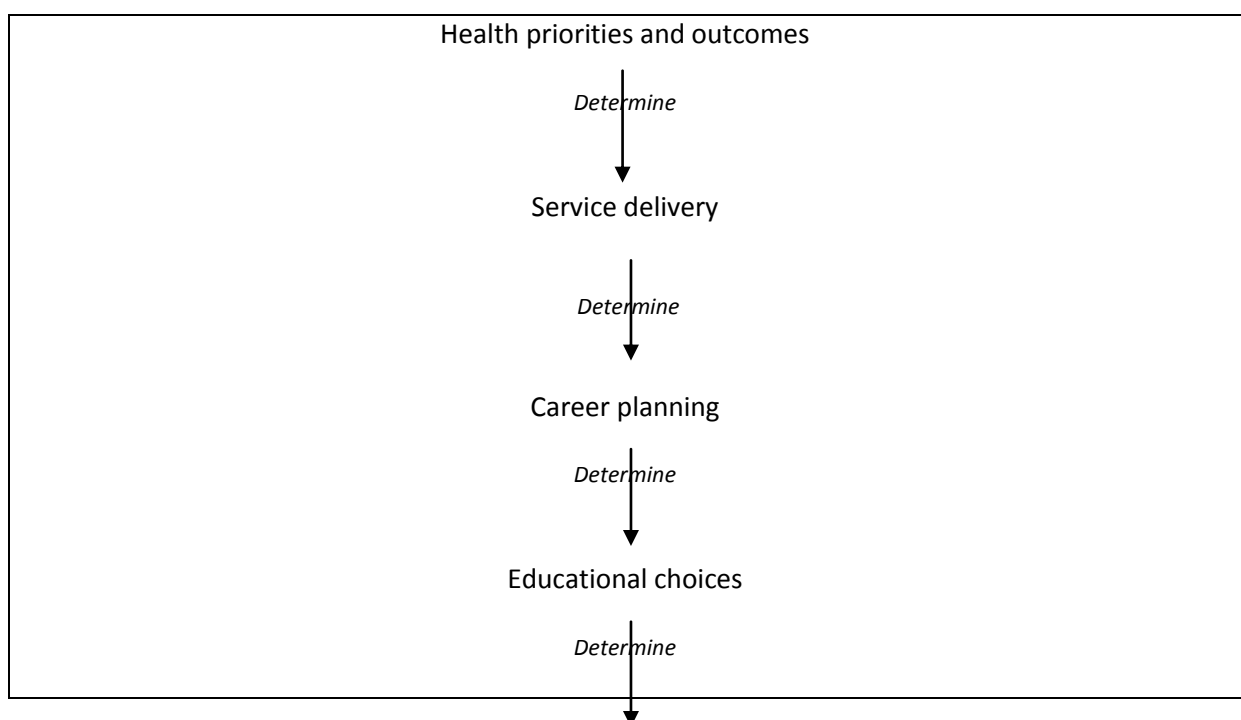 Health priorities and outcomes
Determine
Service delivery
Determine
Career planning
Determine
Educational choices
Determine